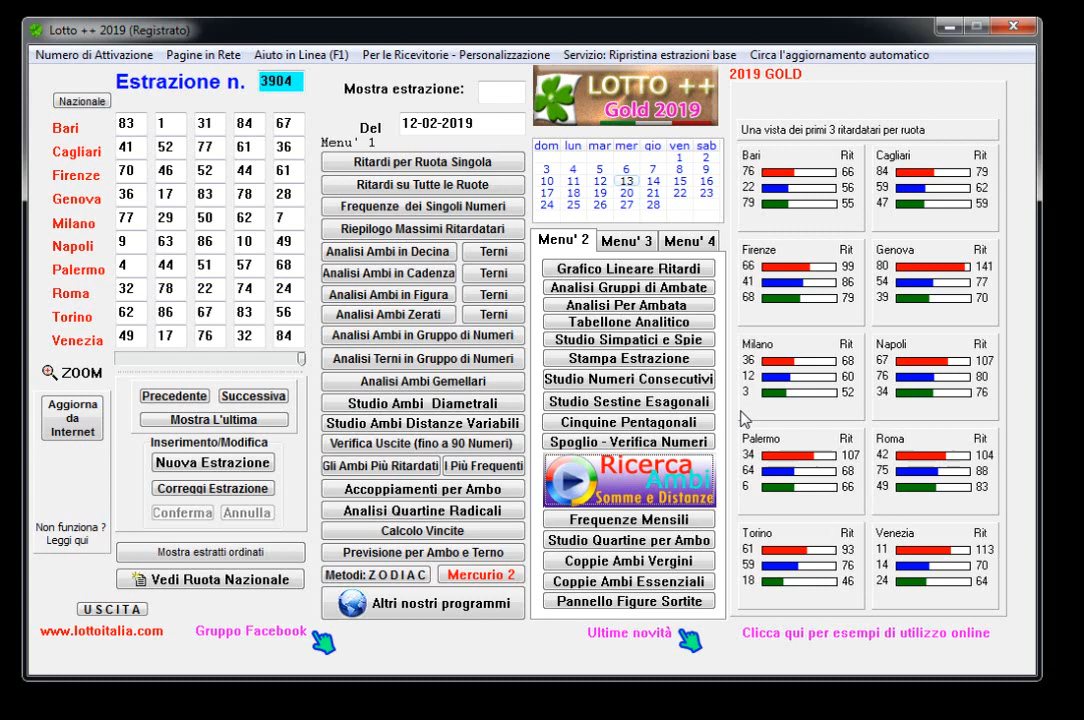 Lotto ++ 2019 (Registrato)
Numero di Attivazione Pagine in Rete Aiuto in Linea (F1) Per le Ricevitorie - Personalizzazione Servizio: Ripristina estrazioni base Circa l'aggiornamento automatico
Estrazione n. 3904
Nazionale
Bari 83 1 31 84 67
Cagliari 41 52 77 61 36
Firenze 70 46 52 44 61
Genova 36 17 83 78 28
Milano 77 29 50 62 7
Napoli 9 63 86 10 49
Palermo 4 44 51 57 68
Roma 32 78 22 74 24
Torino 62 86 67 83 56
Venezia 49 17 76 32 84
ZOOM
Aggiorna
da
Internet
Precedente Successiva
Mostra L'ultima
Inserimento/Modifica
Nuova Estrazione
Correggi Estrazione
Conferma Annulla
Non funziona ?
Leggi qui
Mostra estratti ordinati
Vedi Ruota Nazionale
USCITA
www.lottoitalia.com
Gruppo Facebook
Mostra estrazione:
Del 12-02-2019
Menu' 1
Ritardi per Ruota Singola
Ritardi su Tutte le Ruote
Frequenze dei Singoli Numeri
Riepilogo Massimi Ritardatari
Analisi Ambi in Decina Terni
Analisi Ambi in Cadenza Terni
Analisi Ambi in Figura Terni
Analisi Ambi Zerati Terni
Analisi Ambi in Gruppo di Numeri
Analisi Terni in Gruppo di Numeri
Analisi Ambi Gemellari
Studio Ambi Diametrali
Studio Ambi Distanze Variabili
Verifica Uscite (fino a 90 Numeri)
Gli Ambi Più Ritardati I Più Frequenti
Accoppiamenti per Ambo
Analisi Quartine Radicali
Calcolo Vincite
Previsione per Ambo e Terno
Metodi: Z O D I A C Mercurio 2
Altri nostri programmi
LOTTO ++
Gold 2019
dom lun mar mer gio ven sab
1 2
3 4 5 6 7 8 9
10 11 12 13 14 15 16
17 18 19 20 21 22 23
24 25 26 27 28
Menu' 2 Menu' 3 Menu' 4
Grafico Lineare Ritardi
Analisi Gruppi di Ambate
Analisi Per Ambata
Tabellone Analitico
Studio Simpatici e Spie
Stampa Estrazione
Studio Numeri Consecutivi
Studio Sestine Esagonali
Cinquine Pentagonali
Spoglio - Verifica Numeri
Ricerca
Ambi
Somme e Distanze
Frequenze Mensili
Studio Quartine per Ambo
Coppie Ambi Vergini
Coppie Ambi Essenziali
Pannello Figure Sortite
Ultime novità
2019 GOLD
Una vista dei primi 3 ritardatari per ruota
Bari Rit
76 66
22 56
79 55
Cagliari Rit
84 79
59 62
47 59
Firenze Rit
66 99
41 86
68 79
Genova Rit
80 141
54 77
39 70
Milano Rit
36 68
12 60
3 52
Napoli Rit
67 107
76 80
34 76
Palermo Rit
34 107
64 68
6 66
Roma Rit
42 104
75 88
49 83
Torino Rit
61 93
59 76
18 46
Venezia Rit
11 113
14 70
24 64
Clicca qui per esempi di utilizzo online